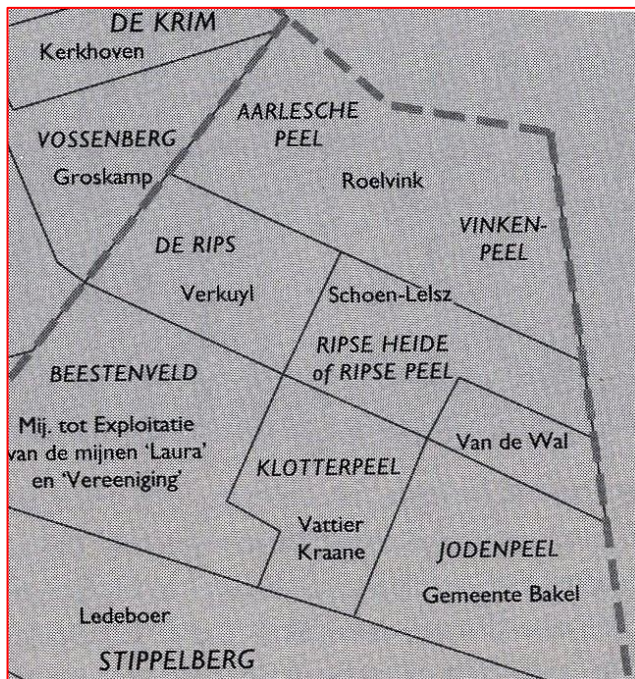 DE KRIM
Kerkhoven
VOSSENBERG
Groskamp
AARLESCHE
PEEL
Roelvink
VINKEN-
PEEL
DE RIPS
Verkuyl
Schoen-Lelsz
RIPSE HEIDE
of RIPSE PEEL
BEESTENVELD
Mij. tot Exploitatie
van de mijnen ‘Laura’
en ‘Vereeniging’
Van de Wal
KLOTTERPEEL
Vattier
Kraane
JODENPEEL
Gemeente Bakel
Ledeboer
STIPPELBERG